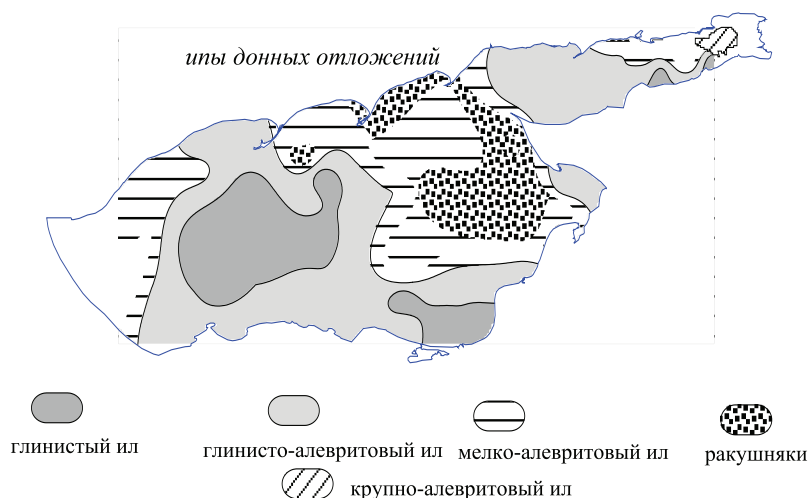 ипы донных отложений
глинистый ил
глинисто-алевритовый ил
мелко-алевритовый ил
ракушняки
крупно-алевритовый ил